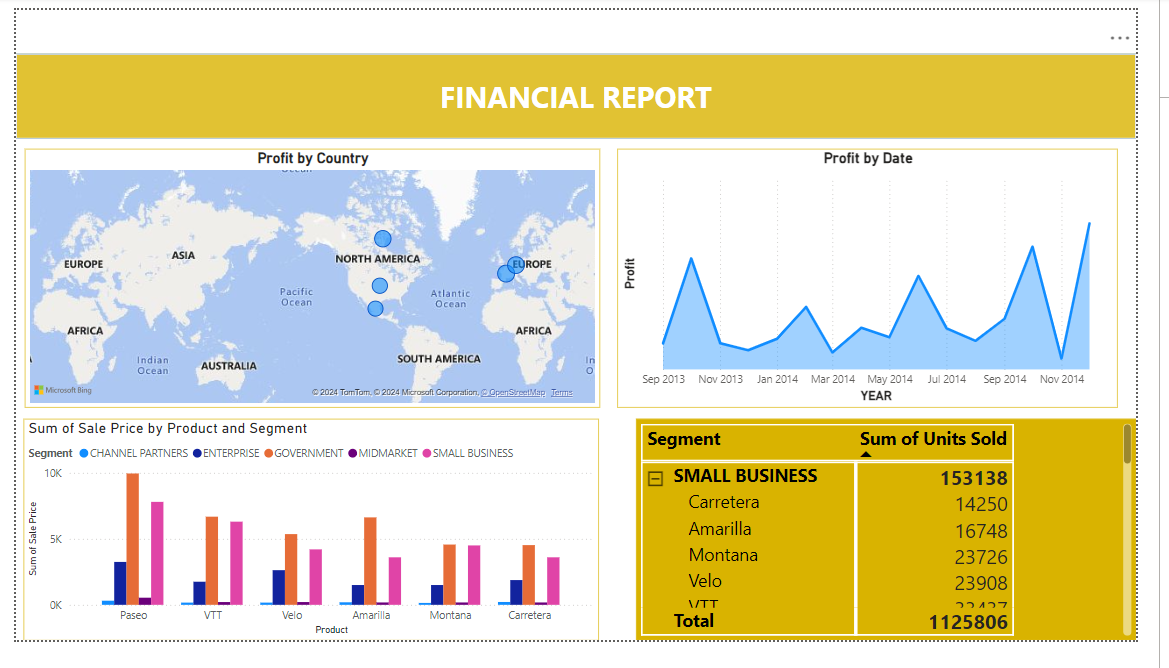 FINANCIAL REPORT
Profit by Country
EUROPE
ASIA
NORTH AMERICA
EUROPE
Pacific
Ocean
Atlantic
Ocean
AFRICA
AFRICA
Indian
Ocean
AUSTRALIA
SOUTH AMERICA
Microsoft Bing
© 2024 TomTom, © 2024 Microsoft Corporation, © OpenStreetMap Terms
Profit by Date
Profit
Sep 2013 Nov 2013 Jan 2014 Mar 2014 May 2014 Jul 2014 Sep 2014 Nov 2014
YEAR
Sum of Sale Price by Product and Segment
Segment CHANNEL PARTNERS ENTERPRISE GOVERNMENT MIDMARKET SMALL BUSINESS
Sum of Sale Price
10K
5K
0K
Paseo VTT Velo Amarilla Montana Carretera
Product
Segment Sum of Units Sold
SMALL BUSINESS 153138
Carretera 14250
Amarilla 16748
Montana 23726
Velo 23908
VTT
Total 1125806